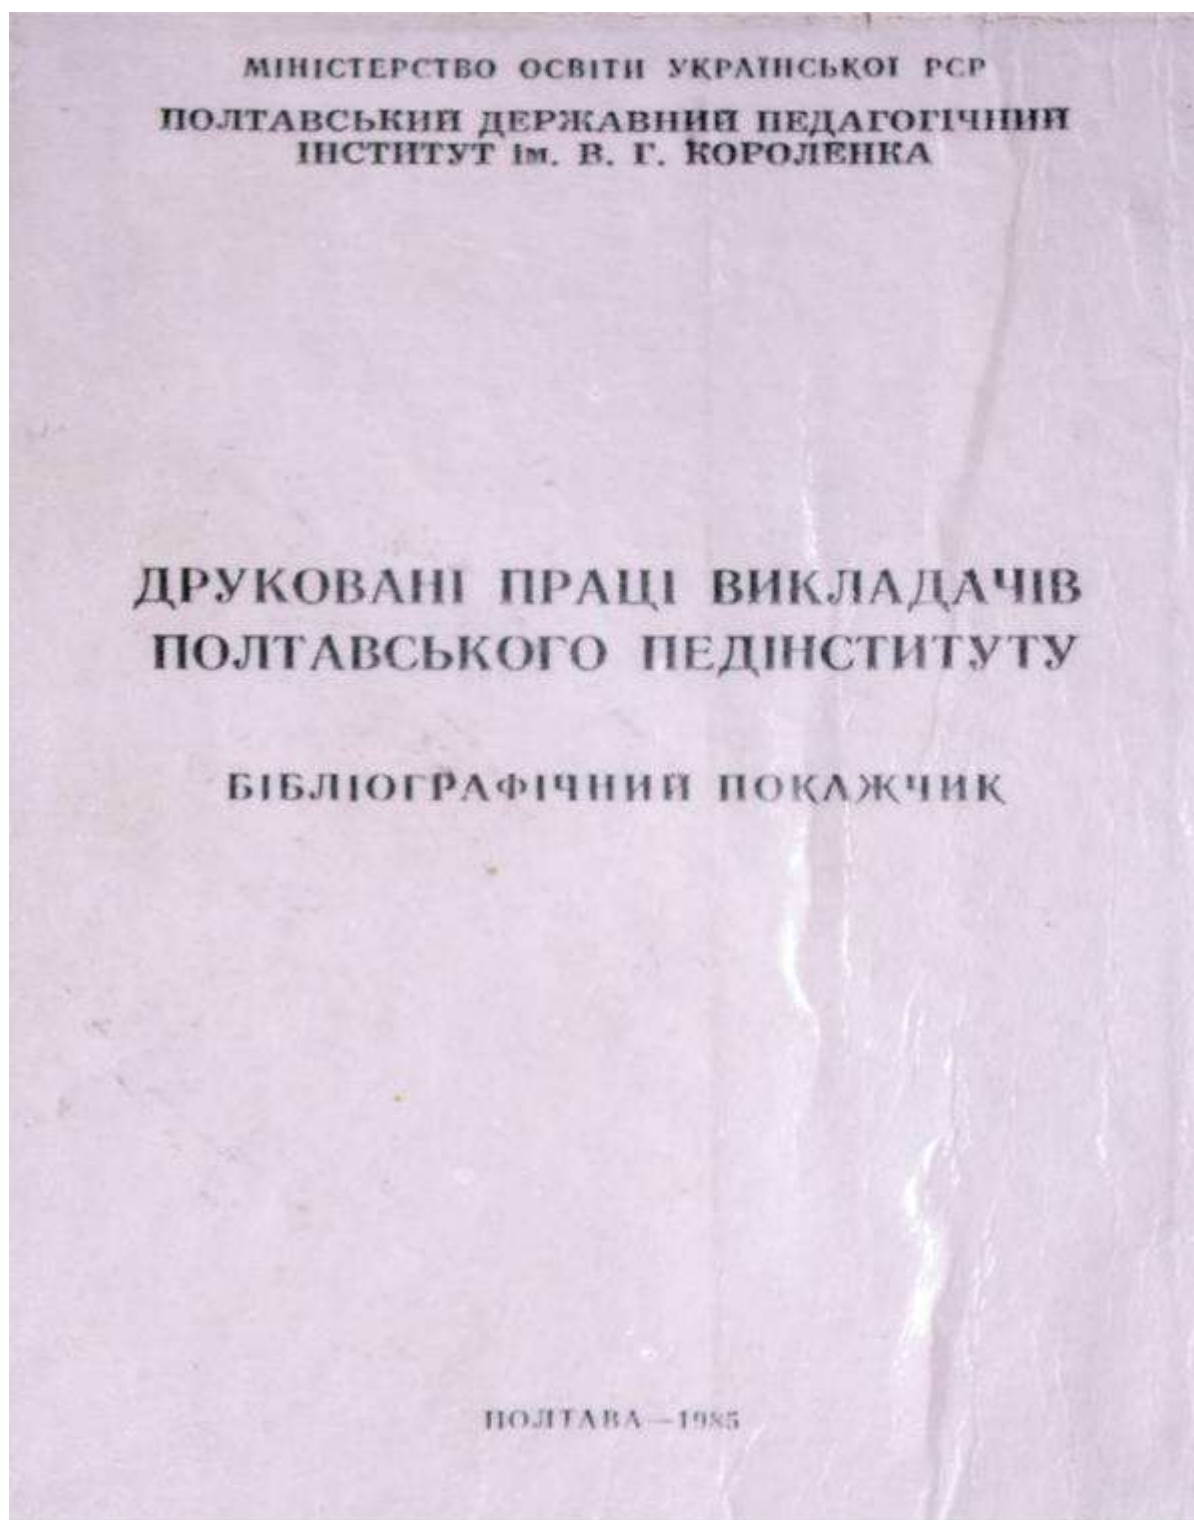 МІНІСТЕРСТВО ОСВІТИ УКРАЇНСЬКОЇ РСР
ПОЛТАВСЬКИЙ ДЕРЖАВНИЙ ПЕДАГОГІЧНИЙ
ІНСТИТУТ ім. В. Г. КОРОЛЕНКА
ДРУКОВАНІ ПРАЦІ ВИКЛАДАЧІВ
ПОЛТАВСЬКОГО ПЕДІНСТИТУТУ
БІБЛІОГРАФІЧНИЙ ПОКАЖЧИК
ПОЛТАВА—1985